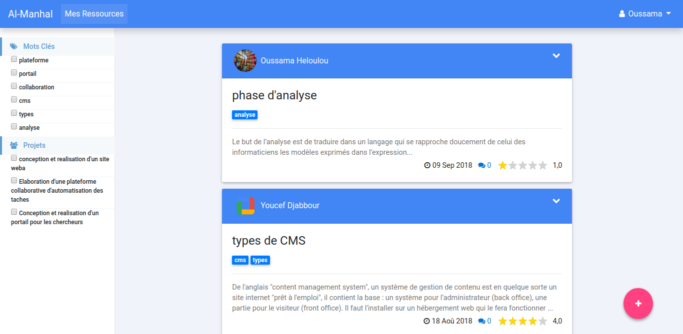 Al-Manhal Mes Ressources Oussama
Mots Clés
plateforme
portail
collaboration
cms
types
analyse
Projets
conception et realisation d'un site
weba
Elaboration d'une plateforme
collaborative d'automatisation des
taches
Conception et realisation d'un
portail pour les chercheurs
Oussama Heloulou
phase d'analyse
analyse
Le but de l'analyse est de traduire dans un langage qui se rapproche doucement de celui des
informaticiens les modèles exprimés dans l'expression...
09 Sep 2018 0 1,0
Youcef Djabbour
types de CMS
cms types
De l'anglais "content management system", un système de gestion de contenu est en quelque sorte un
site internet "prêt à l'emploi", il contient la base : un système pour l'administrateur (back office), une
partie pour le visiteur (front office). Il faut l'installer sur un hébergement web qui le fera fonctionner ...
18 Aoû 2018 0 4,0
+